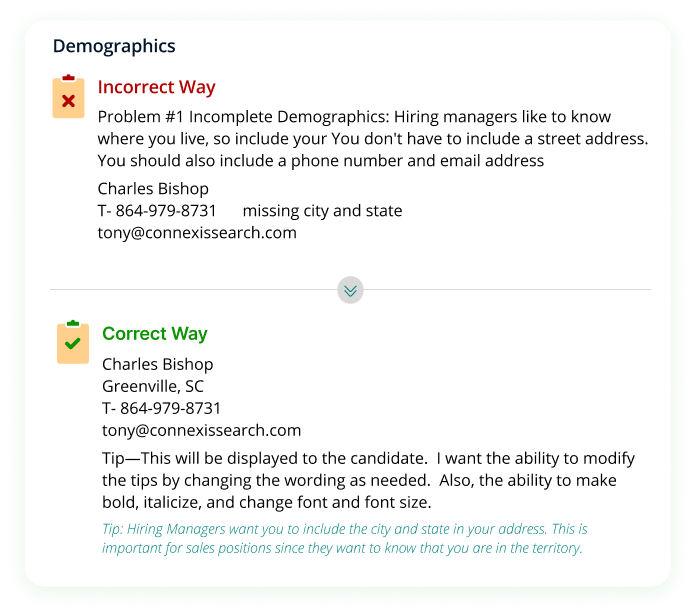 Demographics
Incorrect Way
Problem #1 Incomplete Demographics: Hiring managers like to know
where you live, so include your You don't have to include a street address.
You should also include a phone number and email address
Charles Bishop
T- 864-979-8731 missing city and state
tony@connexissearch.com
Correct Way
Charles Bishop
Greenville, SC
T- 864-979-8731
tony@connexissearch.com
Tip—This will be displayed to the candidate. I want the ability to modify
the tips by changing the wording as needed. Also, the ability to make
bold, italicize, and change font and font size.
Tip: Hiring Managers want you to include the city and state in your address. This is
important for sales positions since they want to know that you are in the territory.